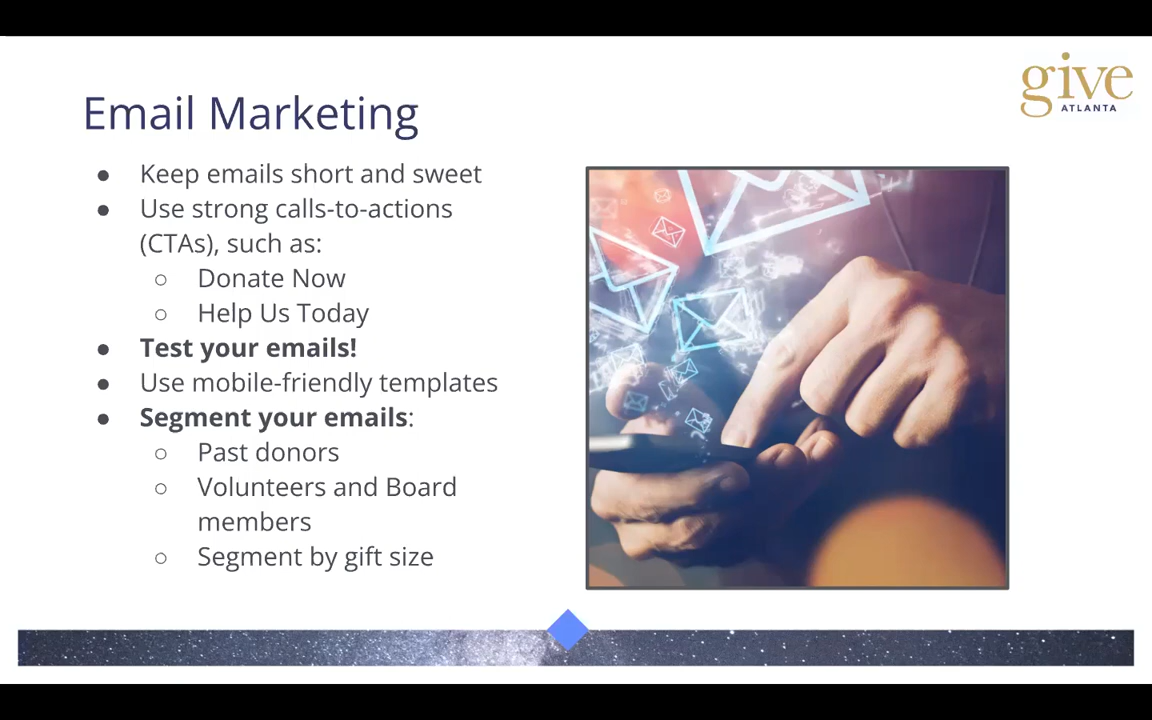 give
ATLANTA
Email Marketing
● Keep emails short and sweet
● Use strong calls-to-actions
(CTAs), such as:
○ Donate Now
○ Help Us Today
● Test your emails!
● Use mobile-friendly templates
● Segment your emails:
○ Past donors
○ Volunteers and Board
members
○ Segment by gift size